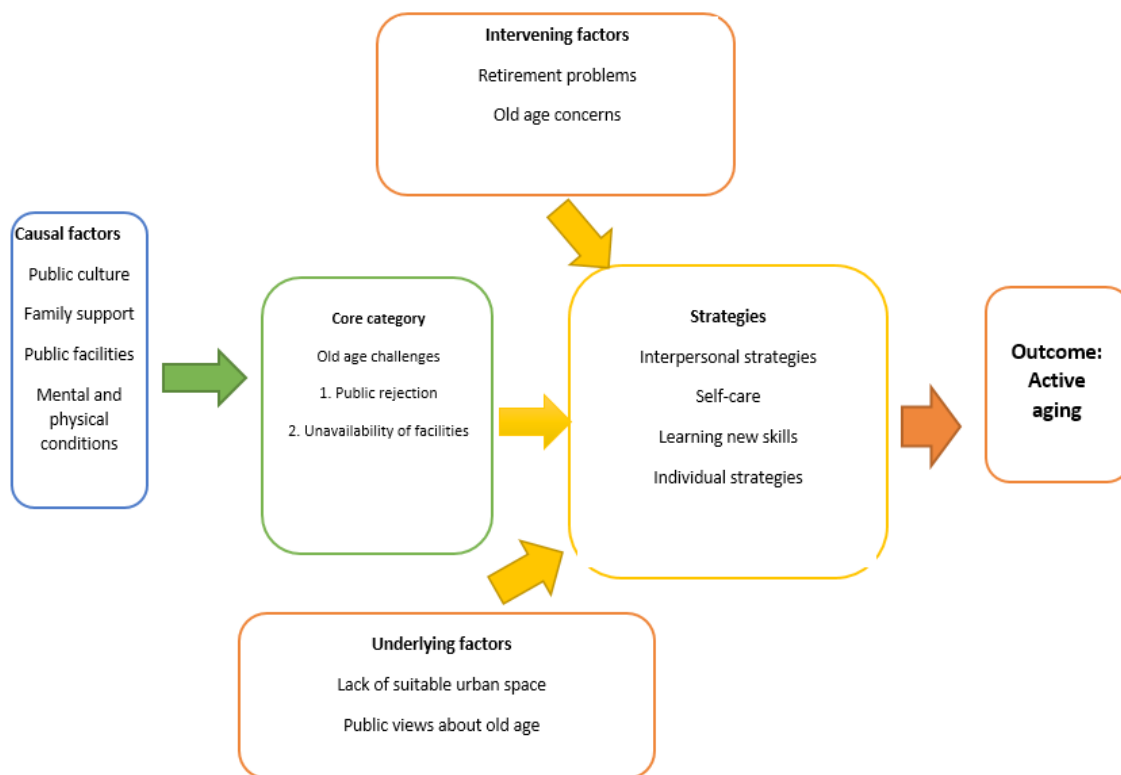 Intervening factors
Retirement problems
Old age concerns
Causal factors
Public culture
Family support
Public facilities
Mental and
physical
conditions
Core category
Old age challenges
1. Public rejection
2. Unavailability of facilities
Strategies
Interpersonal strategies
Self-care
Learning new skills
Individual strategies
Outcome:
Active
aging
Underlying factors
Lack of suitable urban space
Public views about old age